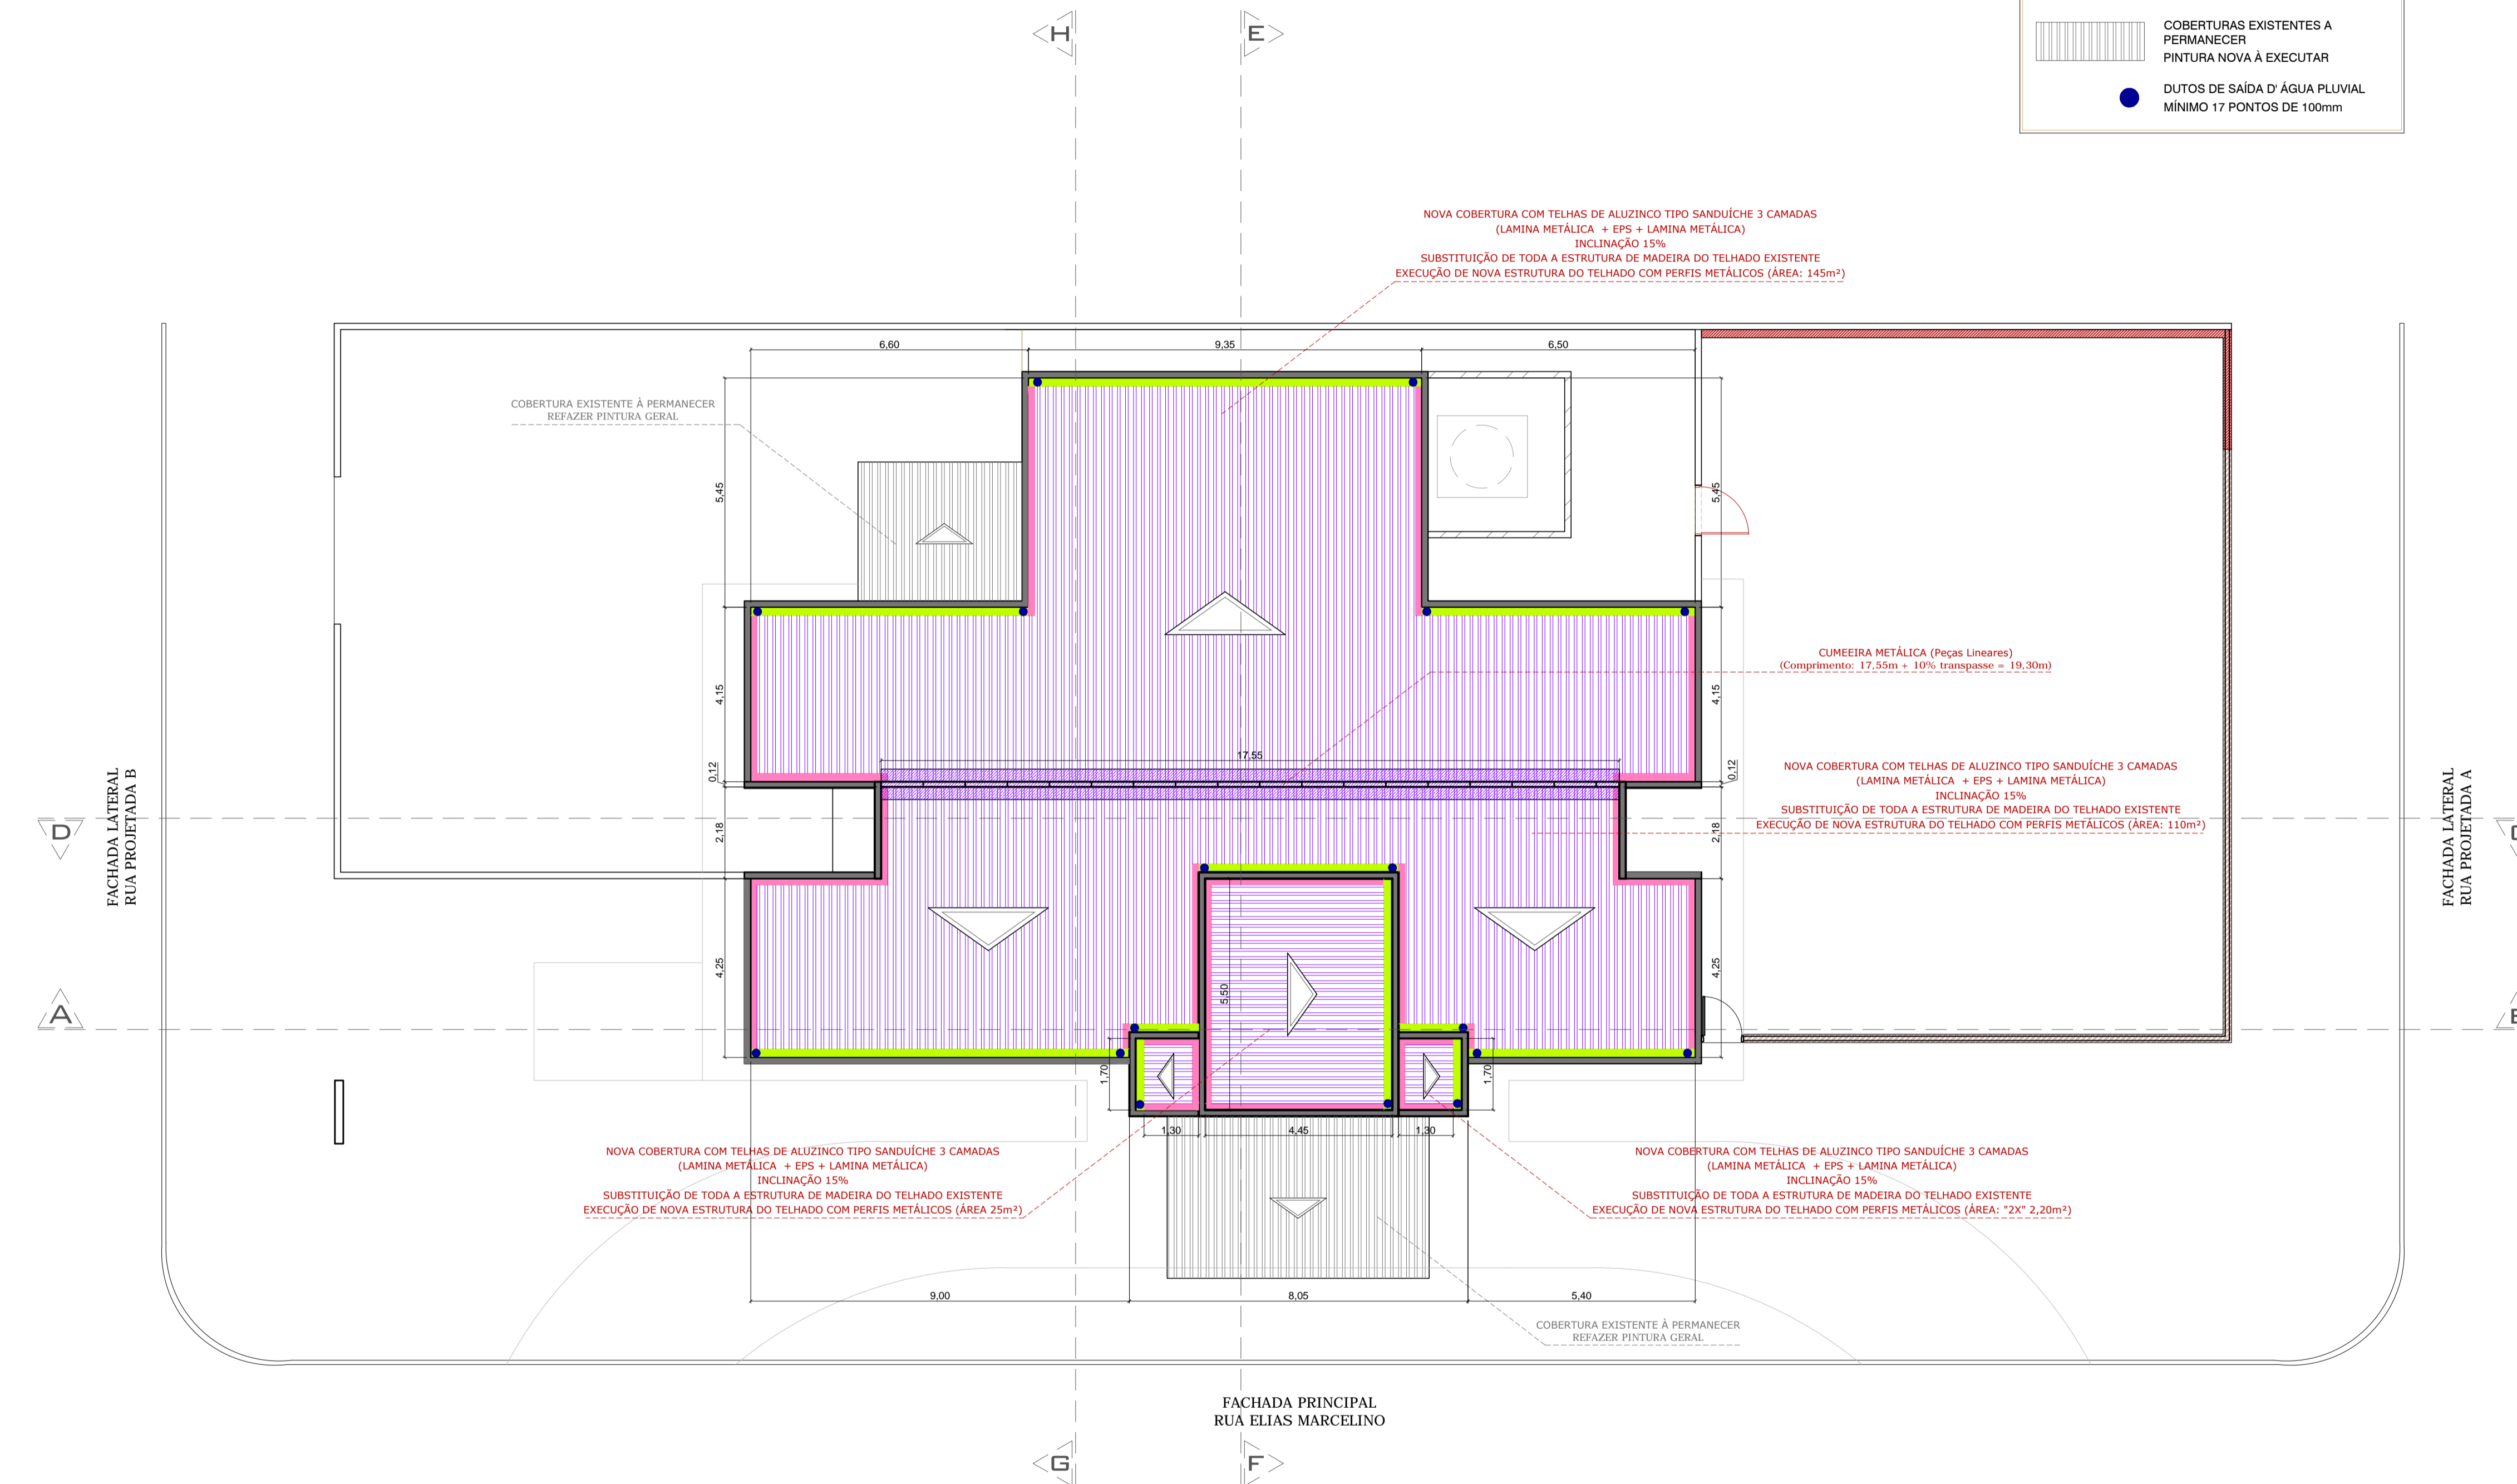 H
E
COBERTURAS EXISTENTES A
PERMANECER
PINTURA NOVA À EXECUTAR
DUTOS DE SAÍDA D' ÁGUA PLUVIAL
MÍNIMO 17 PONTOS DE 100mm
NOVA COBERTURA COM TELHAS DE ALUZINCO TIPO SANDUÍCHE 3 CAMADAS
(LAMINA METÁLICA + EPS + LAMINA METÁLICA)
INCLINAÇÃO 15%
SUBSTITUIÇÃO DE TODA A ESTRUTURA DE MADEIRA DO TELHADO EXISTENTE
EXECUÇÃO DE NOVA ESTRUTURA DO TELHADO COM PERFIS METÁLICOS (ÁREA: 145m²)
6,60
9,35
6,50
COBERTURA EXISTENTE À PERMANECER
REFAZER PINTURA GERAL
5,45
5,45
CUMEEIRA METÁLICA (Peças Lineares)
(Comprimento: 17,55m + 10% transpasse = 19,30m)
4,15
4,15
17,55
0,12
0,12
NOVA COBERTURA COM TELHAS DE ALUZINCO TIPO SANDUÍCHE 3 CAMADAS
(LAMINA METÁLICA + EPS + LAMINA METÁLICA)
INCLINAÇÃO 15%
SUBSTITUIÇÃO DE TODA A ESTRUTURA DE MADEIRA DO TELHADO EXISTENTE
EXECUÇÃO DE NOVA ESTRUTURA DO TELHADO COM PERFIS METÁLICOS (ÁREA: 110m²)
FACHADA LATERAL
RUA PROJETADA B
FACHADA LATERAL
RUA PROJETADA A
D
2,18
2,18
4,25
4,25
5,50
A
1,70
1,70
1,30
4,45
1,30
NOVA COBERTURA COM TELHAS DE ALUZINCO TIPO SANDUÍCHE 3 CAMADAS
(LAMINA METÁLICA + EPS + LAMINA METÁLICA)
INCLINAÇÃO 15%
SUBSTITUIÇÃO DE TODA A ESTRUTURA DE MADEIRA DO TELHADO EXISTENTE
EXECUÇÃO DE NOVA ESTRUTURA DO TELHADO COM PERFIS METÁLICOS (ÁREA 25m²)
NOVA COBERTURA COM TELHAS DE ALUZINCO TIPO SANDUÍCHE 3 CAMADAS
(LAMINA METÁLICA + EPS + LAMINA METÁLICA)
INCLINAÇÃO 15%
SUBSTITUIÇÃO DE TODA A ESTRUTURA DE MADEIRA DO TELHADO EXISTENTE
EXECUÇÃO DE NOVA ESTRUTURA DO TELHADO COM PERFIS METÁLICOS (ÁREA: "2X" 2,20m²)
9,00
8,05
5,40
COBERTURA EXISTENTE À PERMANECER
REFAZER PINTURA GERAL
FACHADA PRINCIPAL
RUA ELIAS MARCELINO
G
F